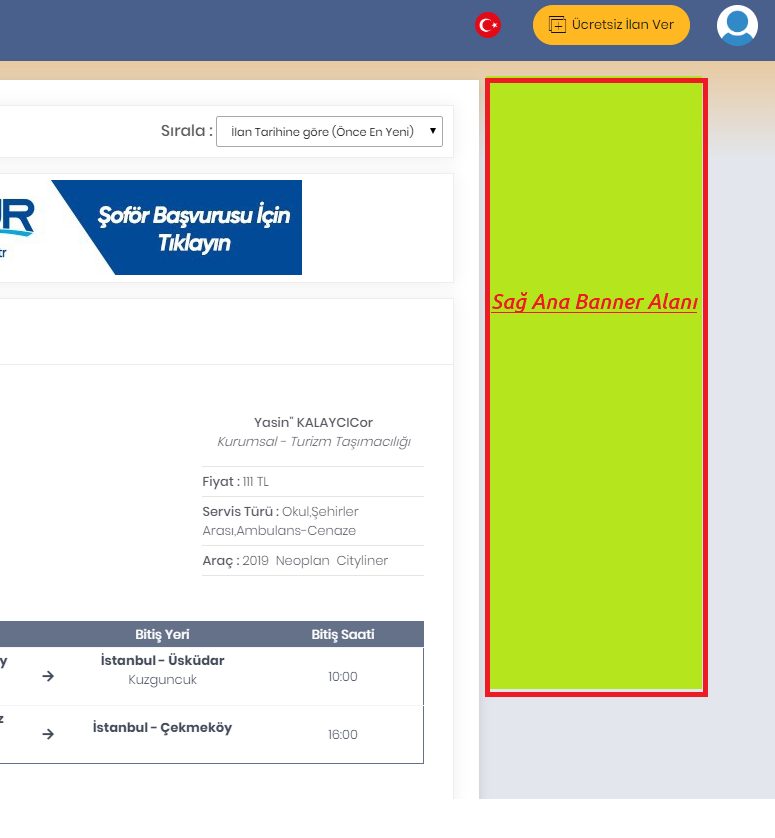 Ücretsiz İlan Ver
Sırala : İlan Tarihine göre (Önce En Yeni)
UR
tr
Şoför Başvurusu İçin
Tıklayın
Sağ Ana Banner Alanı
Yasin" KALAYCICor
Kurumsal - Turizm Taşımacılığı
Fiyat : 111 TL
Servis Türü : Okul,Şehirler
Arası,Ambulans-Cenaze
Araç : 2019 Neoplan Cityliner
Bitiş Yeri Bitiş Saati
y → İstanbul - Üsküdar 10:00
Kuzguncuk
z → İstanbul - Çekmeköy 16:00